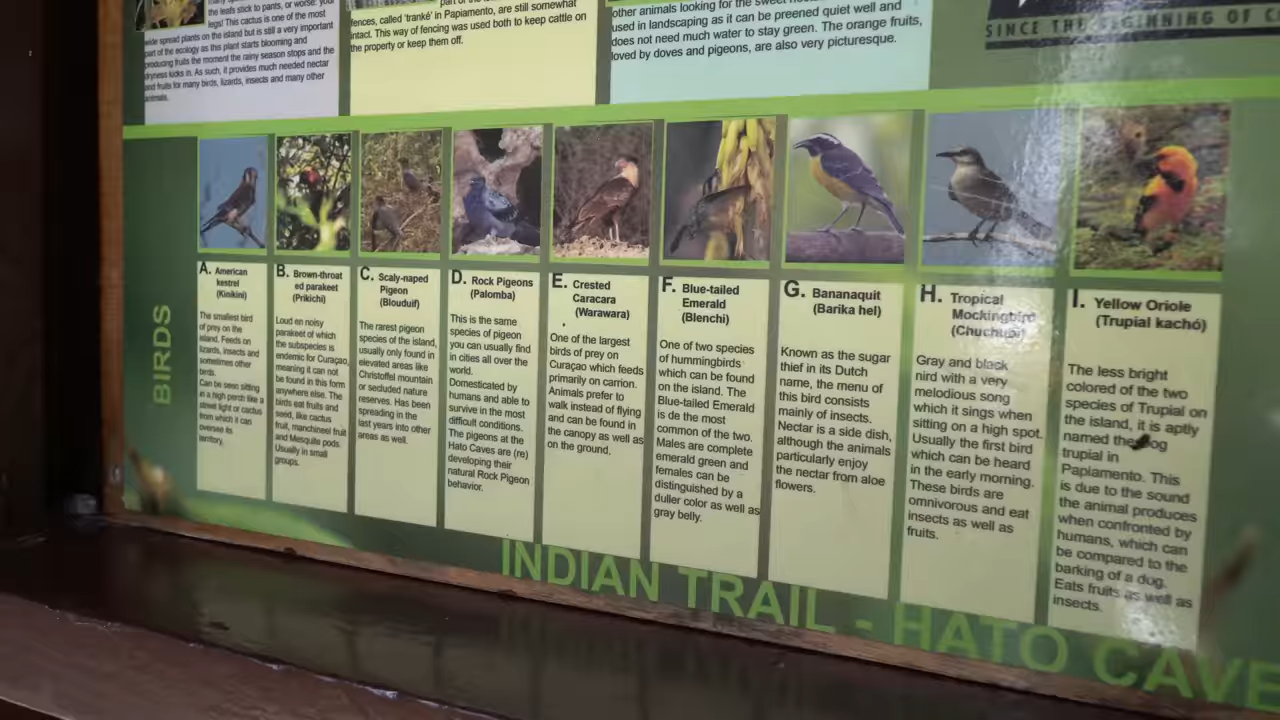 the leafs stick to pants, or worse: your
legs! This cactus is one of the most
wide spread plants on the island but is still a very important
part of the ecology as this plant starts blooming and
producing fruits the moment the rainy season stops and the
dryness kicks in. As such, it provides much needed nectar
and fruits for many birds, lizards, insects and many other
animals.
fences, called 'tranké' in Papiamento, are still somewhat
intact. This way of fencing was used both to keep cattle on
the property or keep them off.
other animals looking for the sweet
used in landscaping as it can be preened quiet well and
does not need much water to stay green. The orange fruits,
loved by doves and pigeons, are also very picturesque.
SINCE THE BEGINNING OF
BIRDS
A. American
kestrel
(Kinikini)
The smallest bird
of prey on the
island. Feeds on
lizards, insects and
sometimes other
birds.
Can be seen sitting
in a high perch like a
street light or cactus
from which it can
oversee its
territory.
B. Brown-throat
ed parakeet
(Prikichi)
Loud en noisy
parakeet of which
the subspecies is
endemic for Curaçao,
meaning it can not
be found in this form
anywhere else. The
birds eat fruits and
seed, like cactus
fruit, manchineel fruit
and Mesquite pods.
Usually in small
groups.
C. Scaly-naped
Pigeon
(Blouduif)
The rarest pigeon
species of the island,
usually only found in
elevated areas like
Christoffel mountain
or secluded nature
reserves. Has been
spreading in the
last years into other
areas as well.
D. Rock Pigeons
(Palomba)
This is the same
species of pigeon
you can usually find
in cities all over the
world.
Domesticated by
humans and able to
survive in the most
difficult conditions.
The pigeons at the
Hato Caves are (re)
developing their
natural Rock Pigeon
behavior.
E. Crested
Caracara
(Warawara)
One of the largest
birds of prey on
Curaçao which feeds
primarily on carrion.
Animals prefer to
walk instead of flying
and can be found in
the canopy as well as
on the ground.
F. Blue-tailed
Emerald
(Blenchi)
One of two species
of hummingbirds
which can be found
on the island. The
Blue-tailed Emerald
is de the most
common of the two.
Males are complete
emerald green and
females can be
distinguished by a
duller color as well as
gray belly.
G. Bananaquit
(Barika hel)
Known as the sugar
thief in its Dutch
name, the menu of
this bird consists
mainly of insects.
Nectar is a side dish,
although the animals
particularly enjoy
the nectar from aloe
flowers.
H. Tropical
Mockingbird
(Chuchubi)
Gray and black
nird with a very
melodious song
which it sings when
sitting on a high spot.
Usually the first bird
which can be heard
in the early morning.
These birds are
omnivorous and eat
insects as well as
fruits.
I. Yellow Oriole
(Trupial kachó)
The less bright
colored of the two
species of Trupial on
the island, it is aptly
named the dog
trupial in
Papiamento. This
is due to the sound
the animal produces
when confronted by
humans, which can
be compared to the
barking of a dog.
Eats fruits as well as
insects.
INDIAN TRAIL - HATO CAVE